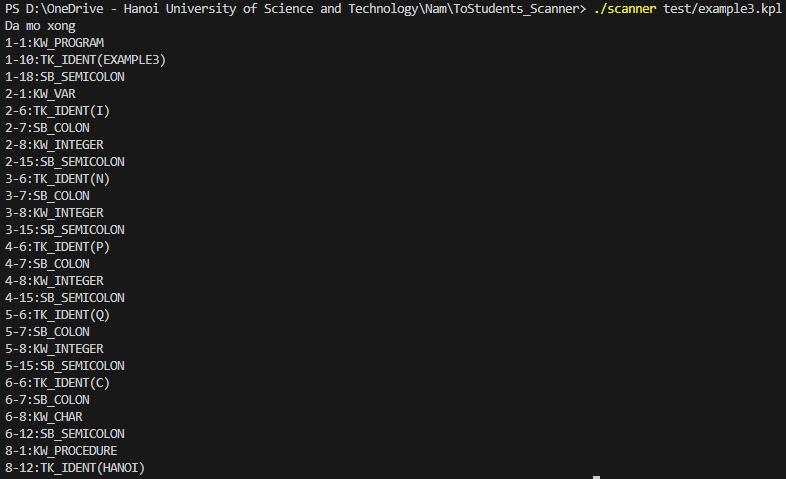 PS D:\OneDrive - Hanoi University of Science and Technology\Nam\ToStudents_Scanner> ./scanner test/example3.kpl
Da mo xong
1-1:KW_PROGRAM
1-10:TK_IDENT(EXAMPLE3)
1-18:SB_SEMICOLON
2-1:KW_VAR
2-6:TK_IDENT(I)
2-7:SB_COLON
2-8:KW_INTEGER
2-15:SB_SEMICOLON
3-6:TK_IDENT(N)
3-7:SB_COLON
3-8:KW_INTEGER
3-15:SB_SEMICOLON
4-6:TK_IDENT(P)
4-7:SB_COLON
4-8:KW_INTEGER
4-15:SB_SEMICOLON
5-6:TK_IDENT(Q)
5-7:SB_COLON
5-8:KW_INTEGER
5-15:SB_SEMICOLON
6-6:TK_IDENT(C)
6-7:SB_COLON
6-8:KW_CHAR
6-12:SB_SEMICOLON
8-1:KW_PROCEDURE
8-12:TK_IDENT(HANOI)